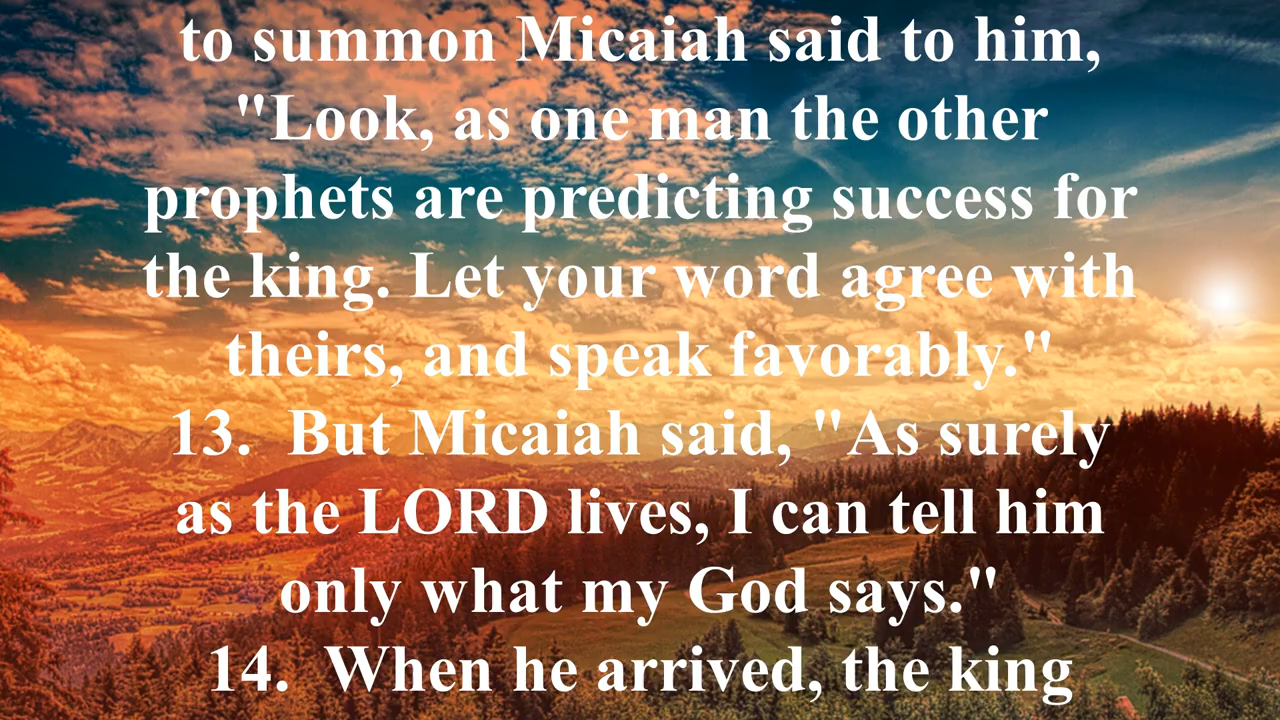 to summon Micaiah said to him,
"Look, as one man the other
prophets are predicting success for
the king. Let your word agree with
theirs, and speak favorably."
13.  But Micaiah said, "As surely
as the LORD lives, I can tell him
only what my God says."
14.  When he arrived, the king